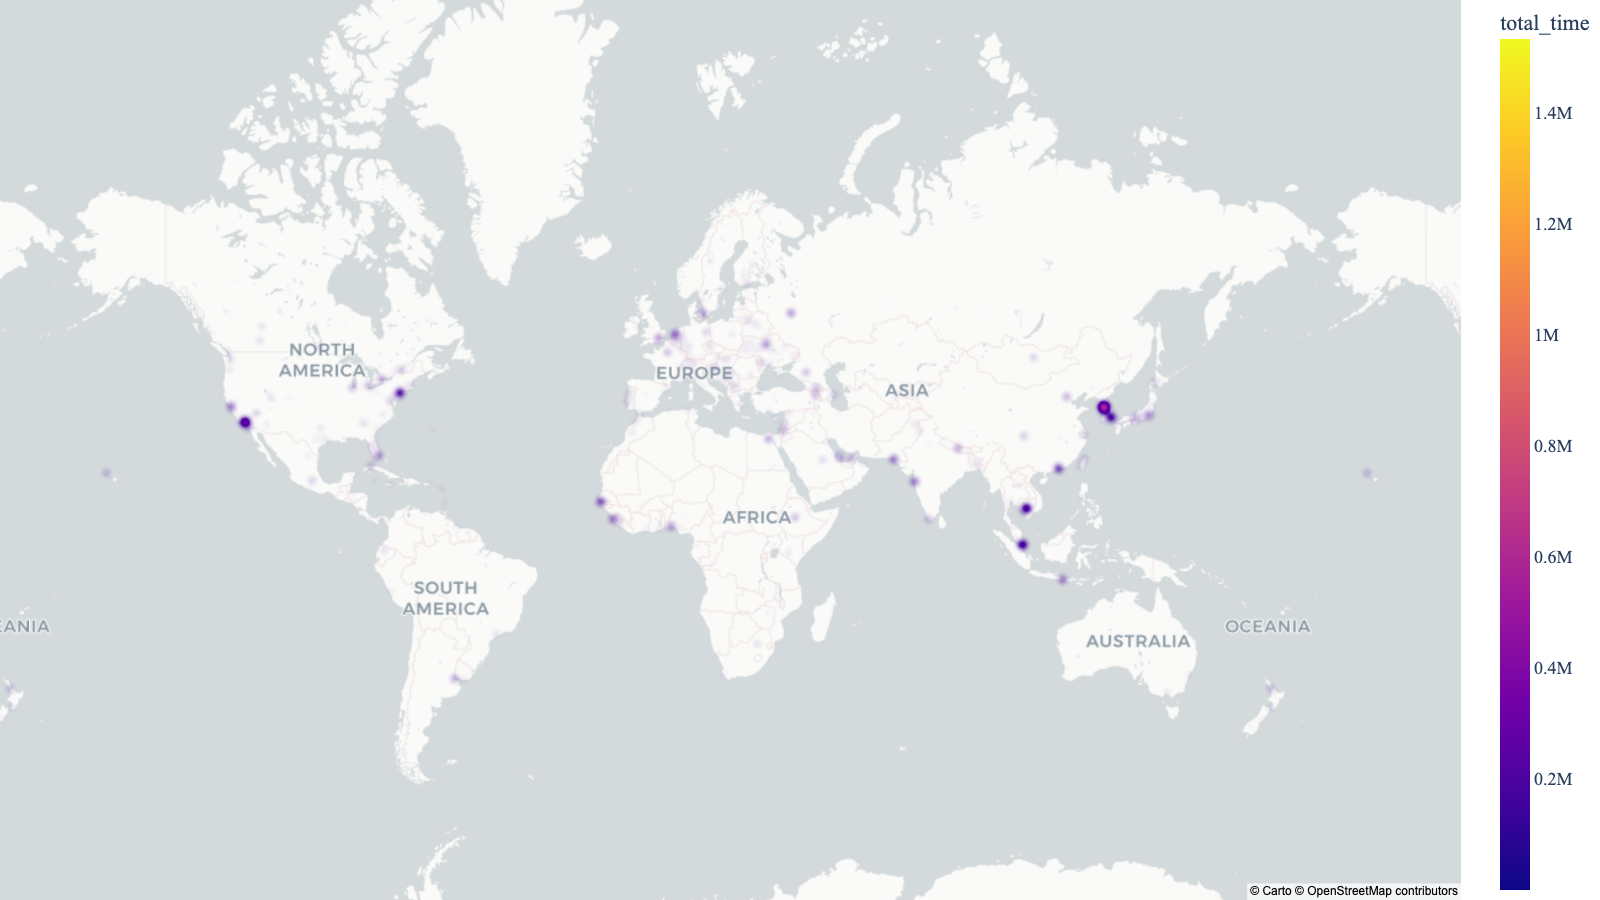 total_time
1.4M
1.2M
1M
0.8M
0.6M
0.4M
0.2M
NORTH
AMERICA
EUROPE
ASIA
AFRICA
SOUTH
AMERICA
EANIA
AUSTRALIA
OCEANIA
© Carto © OpenStreetMap contributors